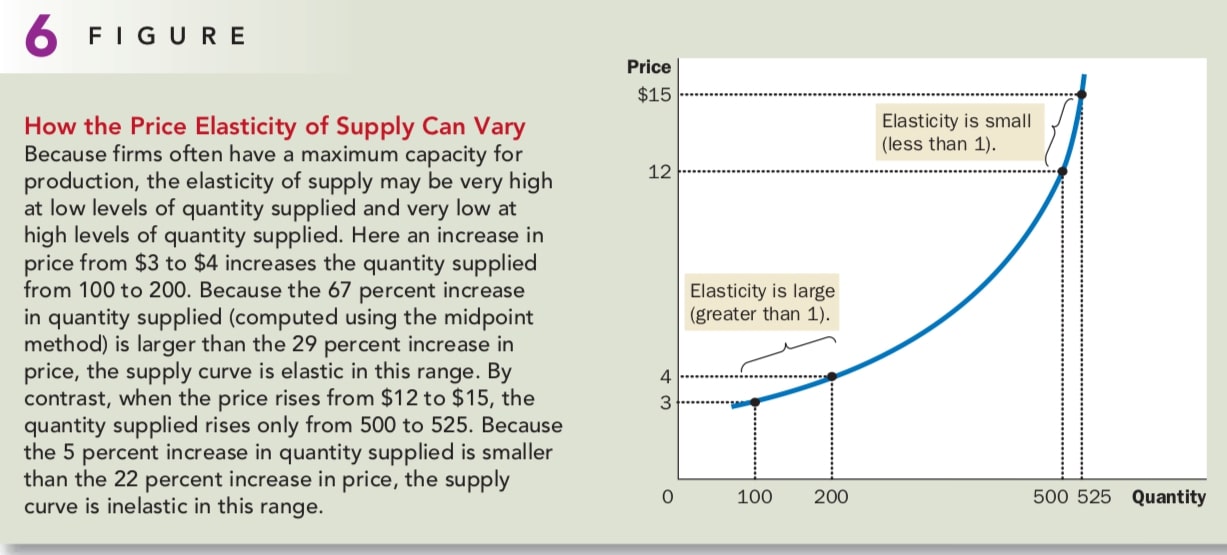 6 FIGURE
How the Price Elasticity of Supply Can Vary
Because firms often have a maximum capacity for
production, the elasticity of supply may be very high
at low levels of quantity supplied and very low at
high levels of quantity supplied. Here an increase in
price from $3 to $4 increases the quantity supplied
from 100 to 200. Because the 67 percent increase
in quantity supplied (computed using the midpoint
method) is larger than the 29 percent increase in
price, the supply curve is elastic in this range. By
contrast, when the price rises from $12 to $15, the
quantity supplied rises only from 500 to 525. Because
the 5 percent increase in quantity supplied is smaller
than the 22 percent increase in price, the supply
curve is inelastic in this range.
Price
$15
Elasticity is small
(less than 1).
12
Elasticity is large
(greater than 1).
4
3
0 100 200 500 525 Quantity